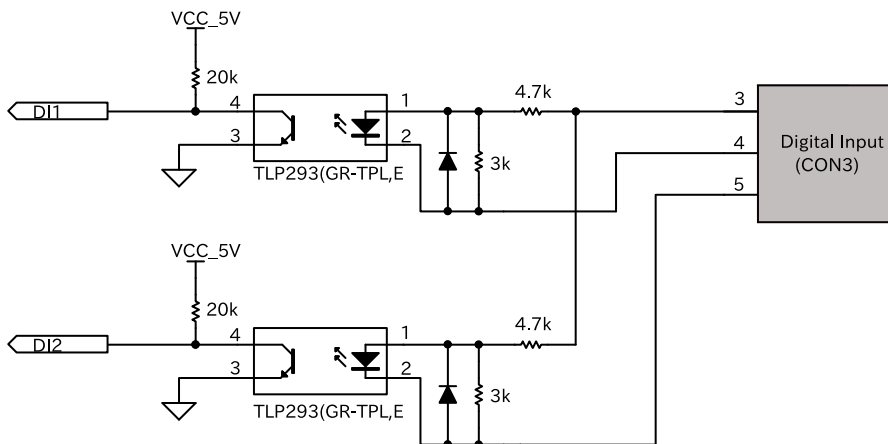 VCC_5V
20k
DI1
4
3
1
2
TLP293(GR-TPL,E
3k
4.7k
3
4
5
Digital Input
(CON3)
VCC_5V
20k
DI2
4
3
1
2
TLP293(GR-TPL,E
3k
4.7k